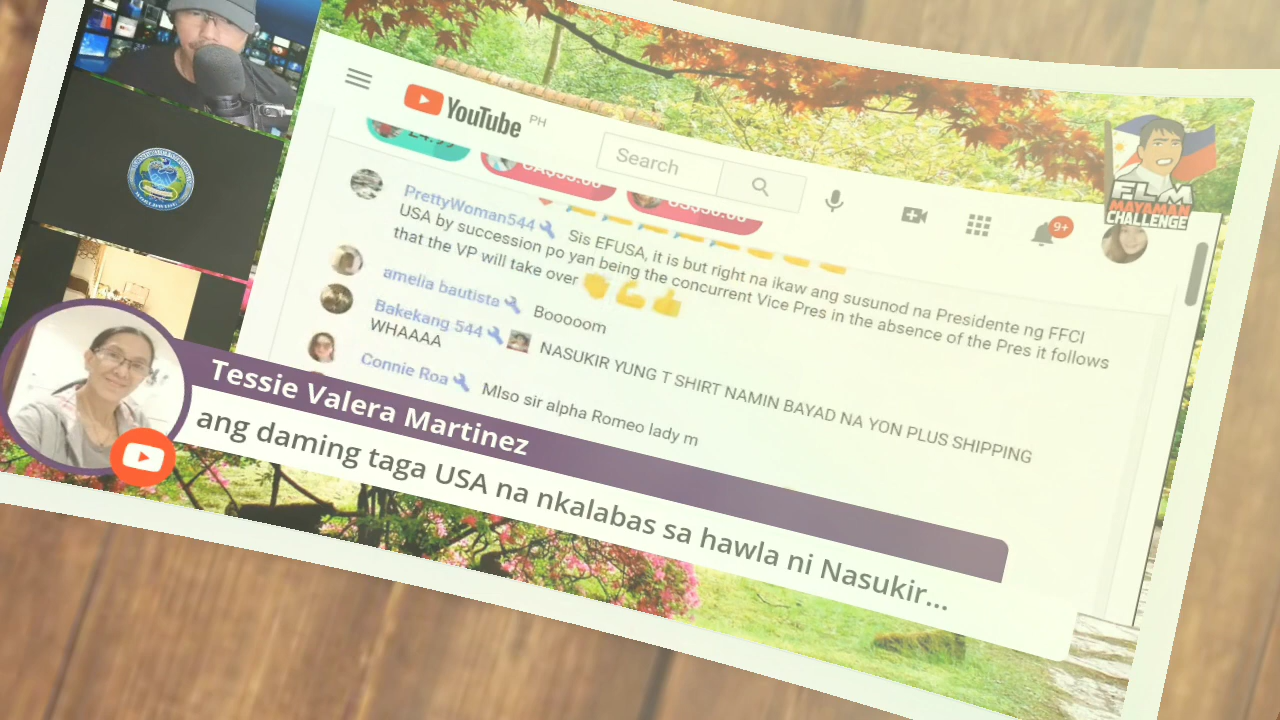 YouTube PH
Search
9+
FLM
MAYAMAN
CHALLENGE
PrettyWoman544 Sis EFUSA, it is but right na ikaw ang susunod na Presidente ng FFCI
USA by succession po yan being the concurrent Vice Pres in the absence of the Pres it follows
that the VP will take over
amelia bautista Booooom
Bakekang 544 NASUKIR YUNG T SHIRT NAMIN BAYAD NA YON PLUS SHIPPING
WHAAAA
Connie Roa MIso sir alpha Romeo lady m
Tessie Valera Martinez
ang daming taga USA na nkalabas sa hawla ni Nasukir...